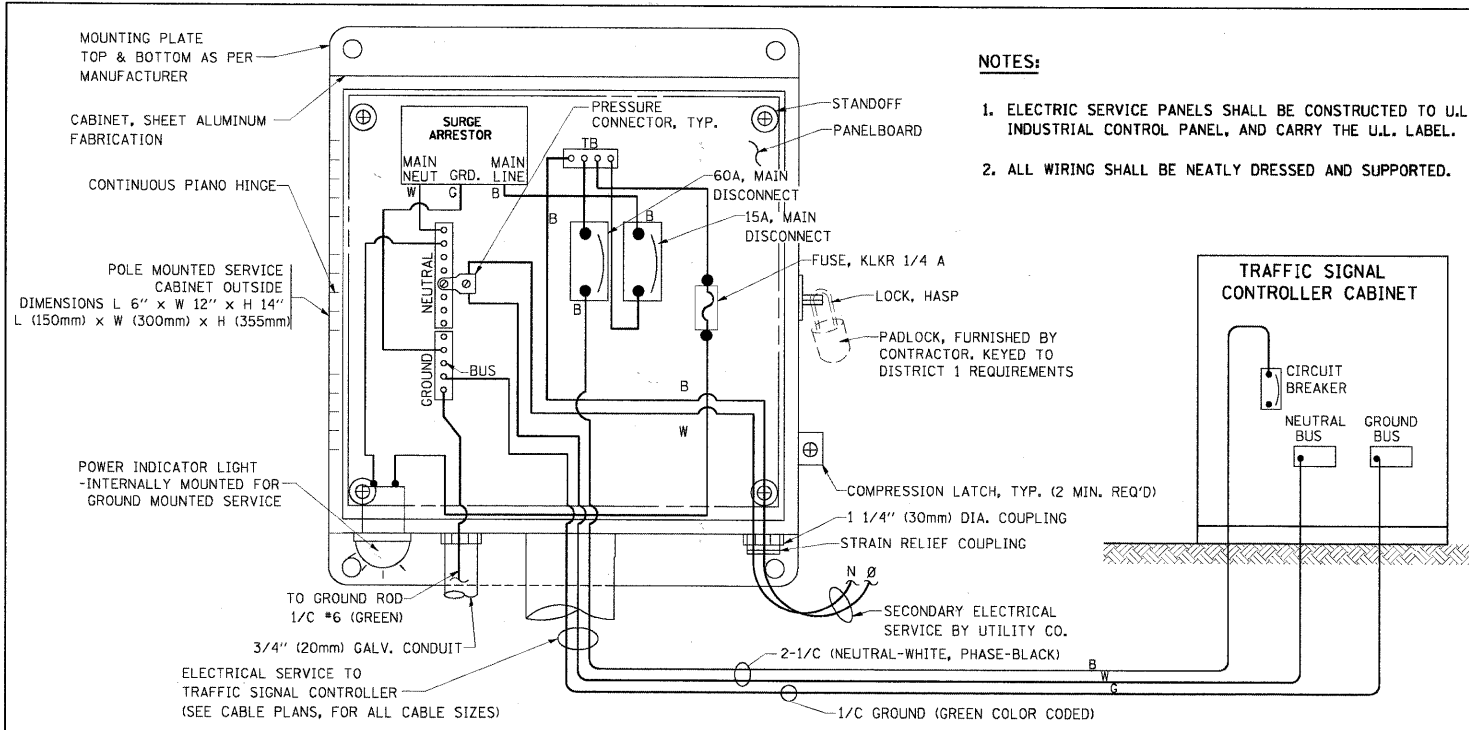 MOUNTING PLATE
TOP & BOTTOM AS PER
MANUFACTURER
CABINET, SHEET ALUMINUM
FABRICATION
CONTINUOUS PIANO HINGE
POLE MOUNTED SERVICE
CABINET OUTSIDE
DIMENSIONS L 6" x W 12" x H 14"
L (150mm) x W (300mm) x H (355mm)
POWER INDICATOR LIGHT
-INTERNALLY MOUNTED FOR
GROUND MOUNTED SERVICE
SURGE
ARRESTOR
MAIN
NEUT
GRD.
MAIN
LINE
W
G
B
PRESSURE
CONNECTOR, TYP.
TB
STANDOFF
PANELBOARD
60A, MAIN
DISCONNECT
15A, MAIN
DISCONNECT
B
B
B
FUSE, KLKR 1/4 A
LOCK, HASP
PADLOCK, FURNISHED BY
CONTRACTOR, KEYED TO
DISTRICT 1 REQUIREMENTS
NEUTRAL
GROUND
BUS
B
W
COMPRESSION LATCH, TYP. (2 MIN. REQ'D)
1 1/4" (30mm) DIA. COUPLING
STRAIN RELIEF COUPLING
N Ø
SECONDARY ELECTRICAL
SERVICE BY UTILITY CO.
TO GROUND ROD
1/C #6 (GREEN)
3/4" (20mm) GALV. CONDUIT
ELECTRICAL SERVICE TO
TRAFFIC SIGNAL CONTROLLER
(SEE CABLE PLANS, FOR ALL CABLE SIZES)
2-1/C (NEUTRAL-WHITE, PHASE-BLACK)
B
W
G
1/C GROUND (GREEN COLOR CODED)
NOTES:
1. ELECTRIC SERVICE PANELS SHALL BE CONSTRUCTED TO U.L
INDUSTRIAL CONTROL PANEL, AND CARRY THE U.L. LABEL.
2. ALL WIRING SHALL BE NEATLY DRESSED AND SUPPORTED.
TRAFFIC SIGNAL
CONTROLLER CABINET
CIRCUIT
BREAKER
NEUTRAL
BUS
GROUND
BUS